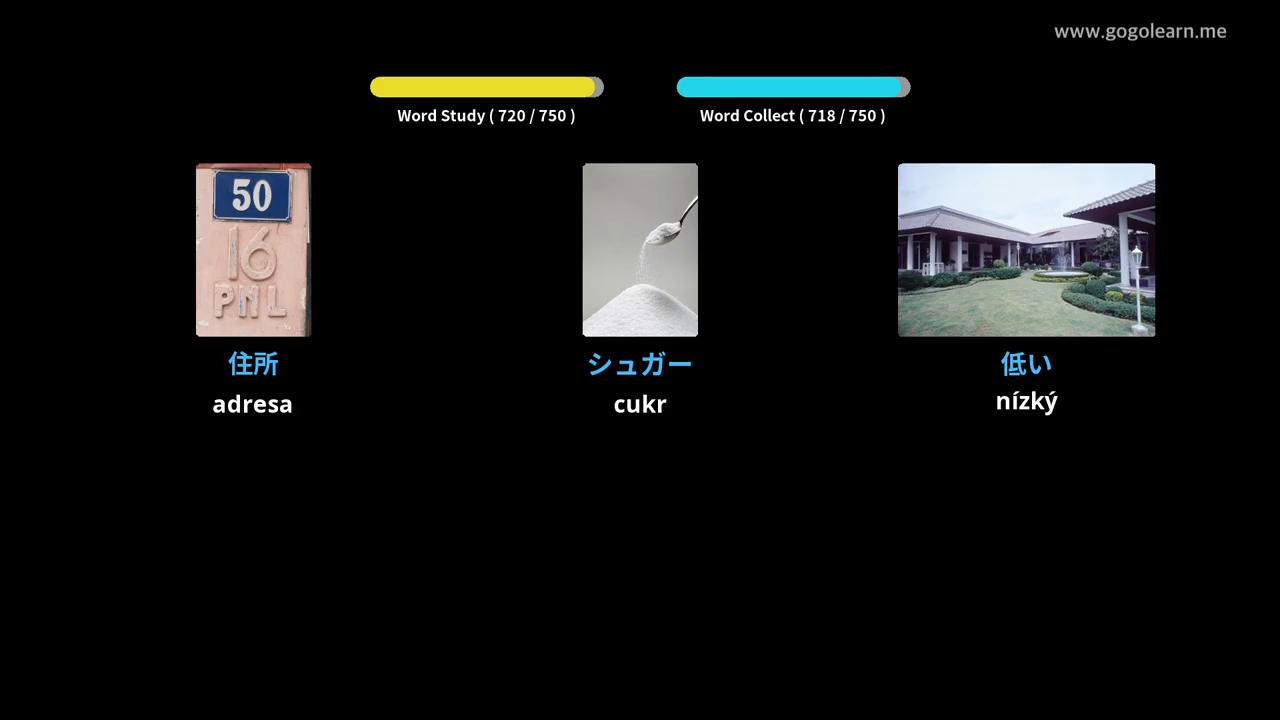 www.gogolearn.me
Word Study ( 720 / 750 )
Word Collect ( 718 / 750 )
50
16
PNL
住所
シュガー
低い
adresa
cukr
nízký